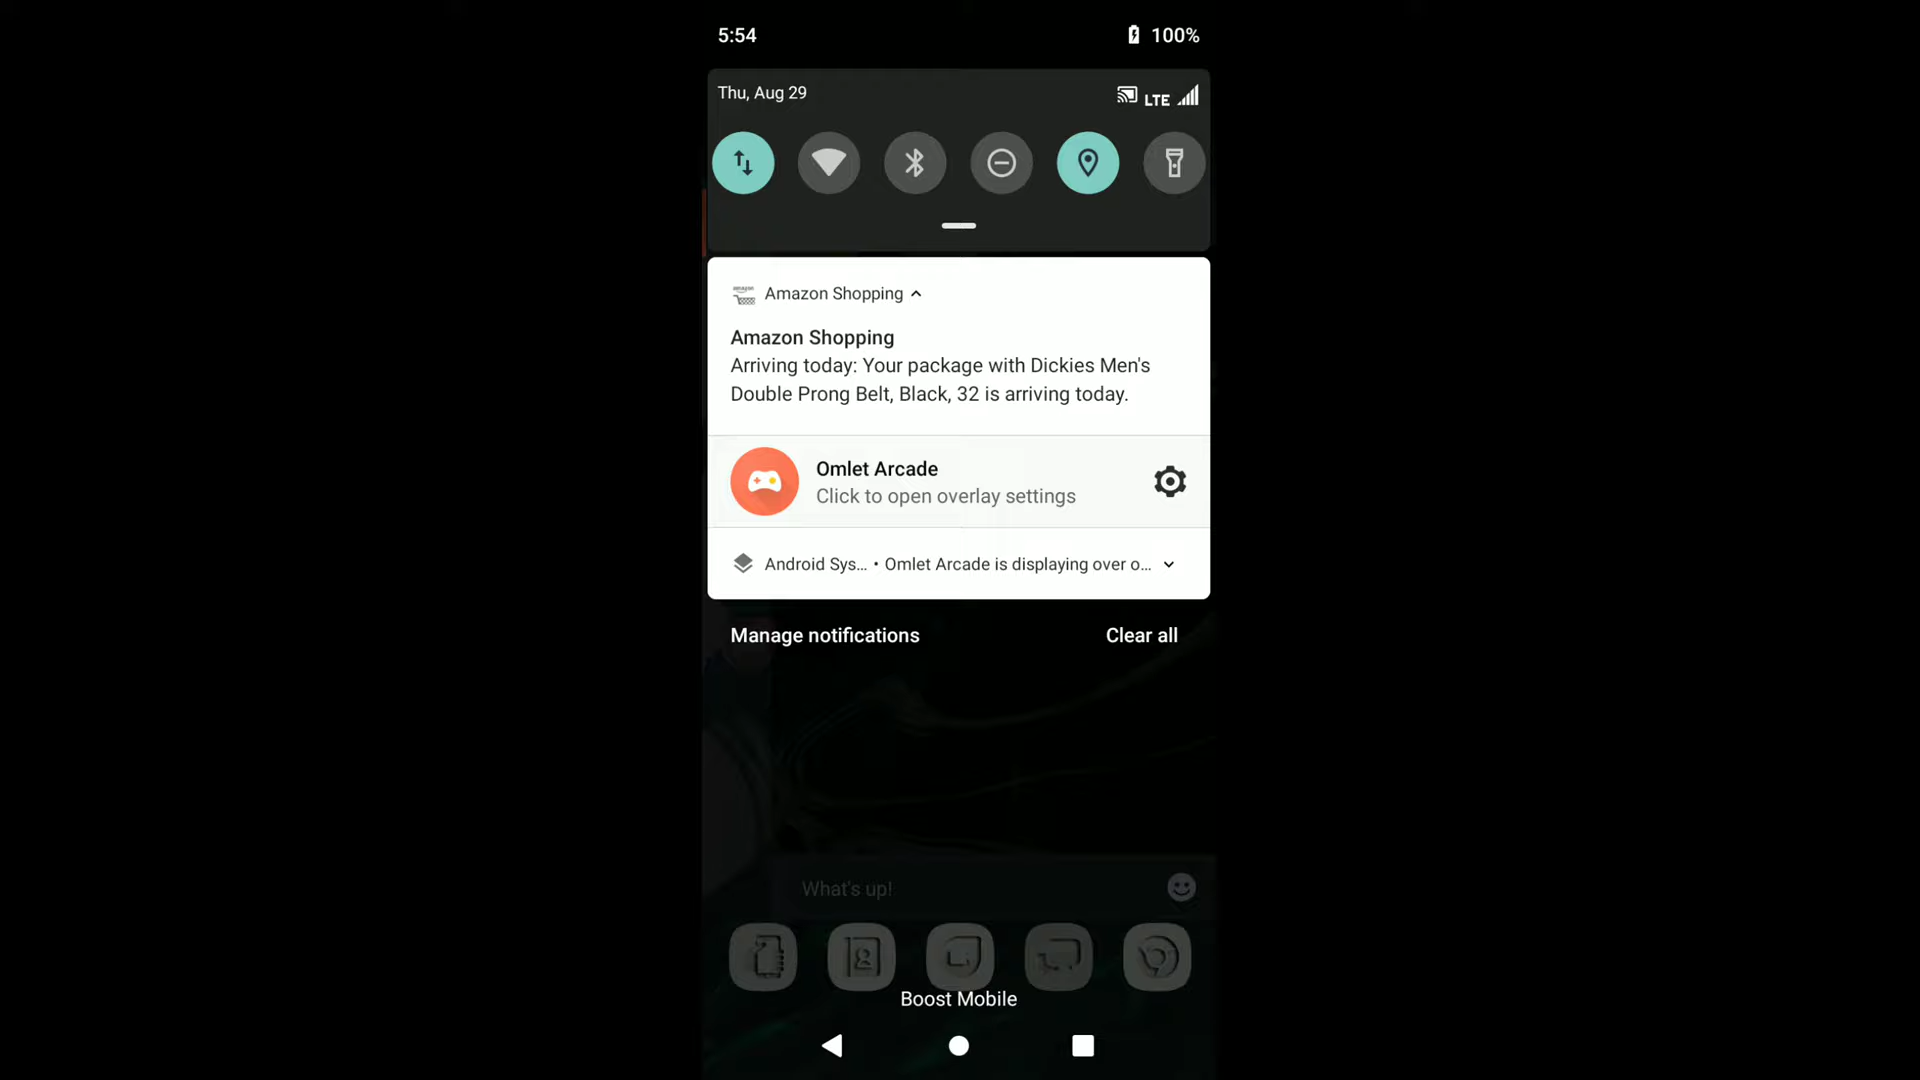 5:54
100%
Thu, Aug 29
LTE
amazon
Amazon Shopping
Amazon Shopping
Arriving today: Your package with Dickies Men's
Double Prong Belt, Black, 32 is arriving today.
Omlet Arcade
Click to open overlay settings
Android Sys... • Omlet Arcade is displaying over o...
Manage notifications
Clear all
What's up!
Boost Mobile